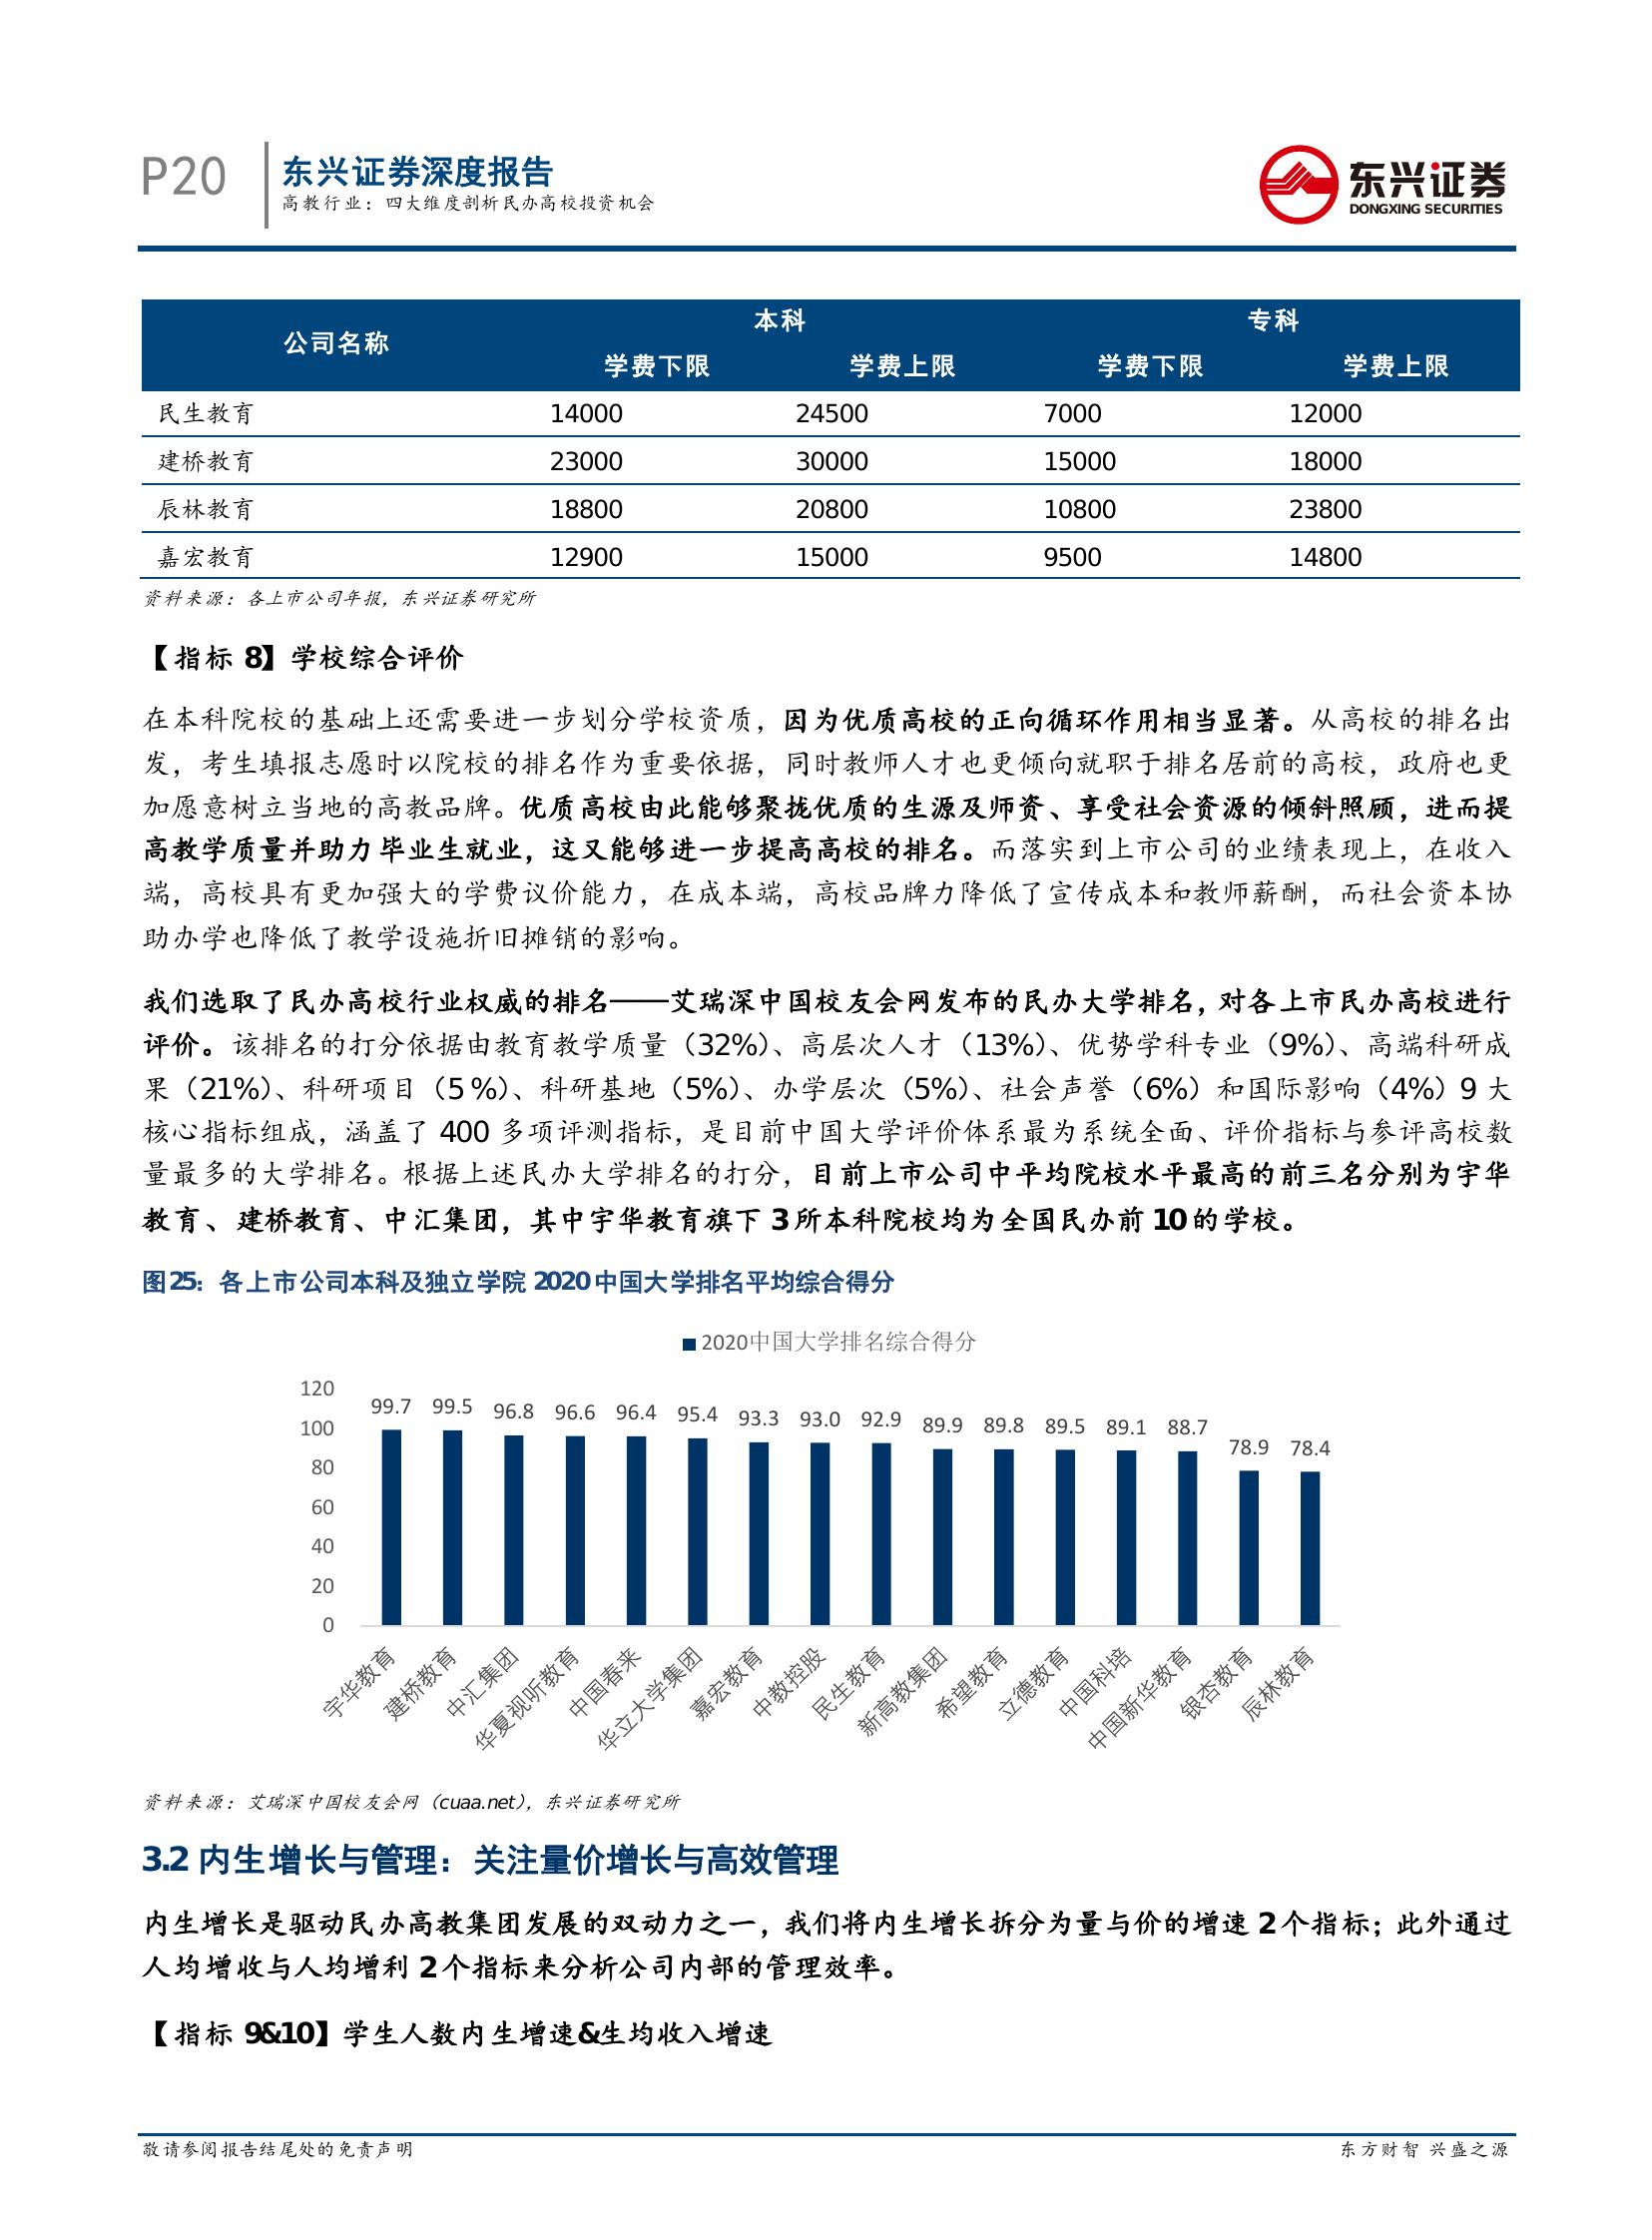 P20
东兴证券深度报告
高教行业：四大维度剖析民办高校投资机会
东兴证券
DONGXING SECURITIES
公司名称 本科 专科
学费下限 学费上限 学费下限 学费上限
民生教育 14000 24500 7000 12000
建桥教育 23000 30000 15000 18000
辰林教育 18800 20800 10800 23800
嘉宏教育 12900 15000 9500 14800
资料来源：各上市公司年报，东兴证券研究所
【指标 8】学校综合评价
在本科院校的基础上还需要进一步划分学校资质，因为优质高校的正向循环作用相当显著。从高校的排名出
发，考生填报志愿时以院校的排名作为重要依据，同时教师人才也更倾向就职于排名居前的高校，政府也更
加愿意树立当地的高教品牌。优质高校由此能够聚拢优质的生源及师资、享受社会资源的倾斜照顾，进而提
高教学质量并助力毕业生就业，这又能够进一步提高高校的排名。而落实到上市公司的业绩表现上，在收入
端，高校具有更加强大的学费议价能力，在成本端，高校品牌力降低了宣传成本和教师薪酬，而社会资本协
助办学也降低了教学设施折旧摊销的影响。
我们选取了民办高校行业权威的排名——艾瑞深中国校友会网发布的民办大学排名，对各上市民办高校进行
评价。该排名的打分依据由教育教学质量（32%）、高层次人才（13%）、优势学科专业（9%）、高端科研成
果（21%）、科研项目（5%）、科研基地（5%）、办学层次（5%）、社会声誉（6%）和国际影响（4%）9 大
核心指标组成，涵盖了 400 多项评测指标，是目前中国大学评价体系最为系统全面、评价指标与参评高校数
量最多的大学排名。根据上述民办大学排名的打分，目前上市公司中平均院校水平最高的前三名分别为宇华
教育、建桥教育、中汇集团，其中宇华教育旗下 3 所本科院校均为全国民办前 10 的学校。
图25：各上市公司本科及独立学院 2020 中国大学排名平均综合得分
2020中国大学排名综合得分
120
100
80
60
40
20
0
99.7 99.5 96.8 96.6 96.4 95.4 93.3 93.0 92.9 89.9 89.8 89.5 89.1 88.7 78.9 78.4
宇华教育 建桥教育 中汇集团 华夏视听教育 中国春来 华立大学集团 嘉宏教育 中教控股 民生教育 新高教集团 希望教育 立德教育 中国科培 中国新华教育 银杏教育 辰林教育
资料来源：艾瑞深中国校友会网（cuaa.net），东兴证券研究所
3.2 内生增长与管理：关注量价增长与高效管理
内生增长是驱动民办高教集团发展的双动力之一，我们将内生增长拆分为量与价的增速 2 个指标；此外通过
人均增收与人均增利 2 个指标来分析公司内部的管理效率。
【指标 9&10】学生人数内生增速&生均收入增速
敬请参阅报告结尾处的免责声明
东方财智 兴盛之源